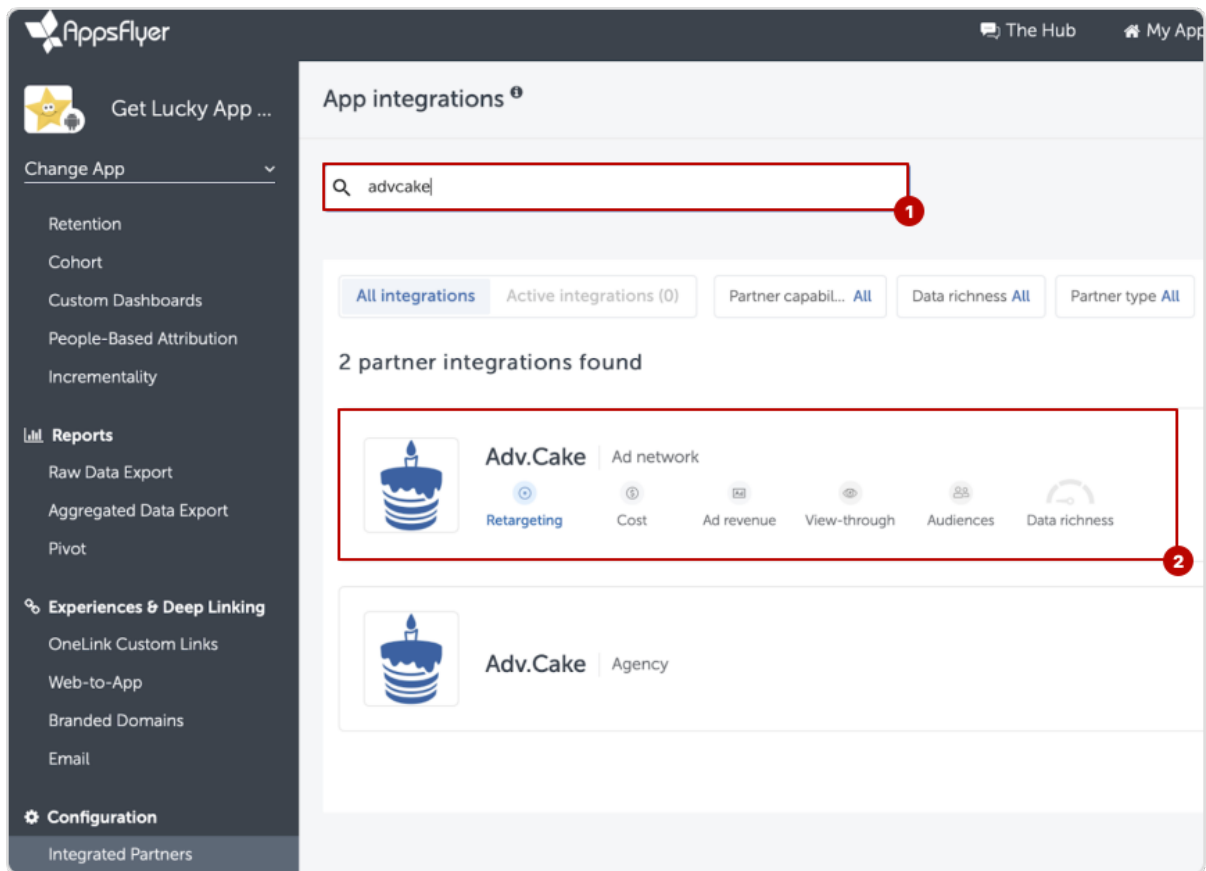 AppsFlyer
The Hub
My App
Get Lucky App ...
Change App
Retention
Cohort
Custom Dashboards
People-Based Attribution
Incrementality
Reports
Raw Data Export
Aggregated Data Export
Pivot
Experiences & Deep Linking
OneLink Custom Links
Web-to-App
Branded Domains
Email
Configuration
Integrated Partners
App integrations
advcake
1
All integrations Active integrations (0) Partner capabil... All Data richness All Partner type All
2 partner integrations found
Adv.Cake Ad network
Retargeting Cost Ad revenue View-through Audiences Data richness
2
Adv.Cake Agency